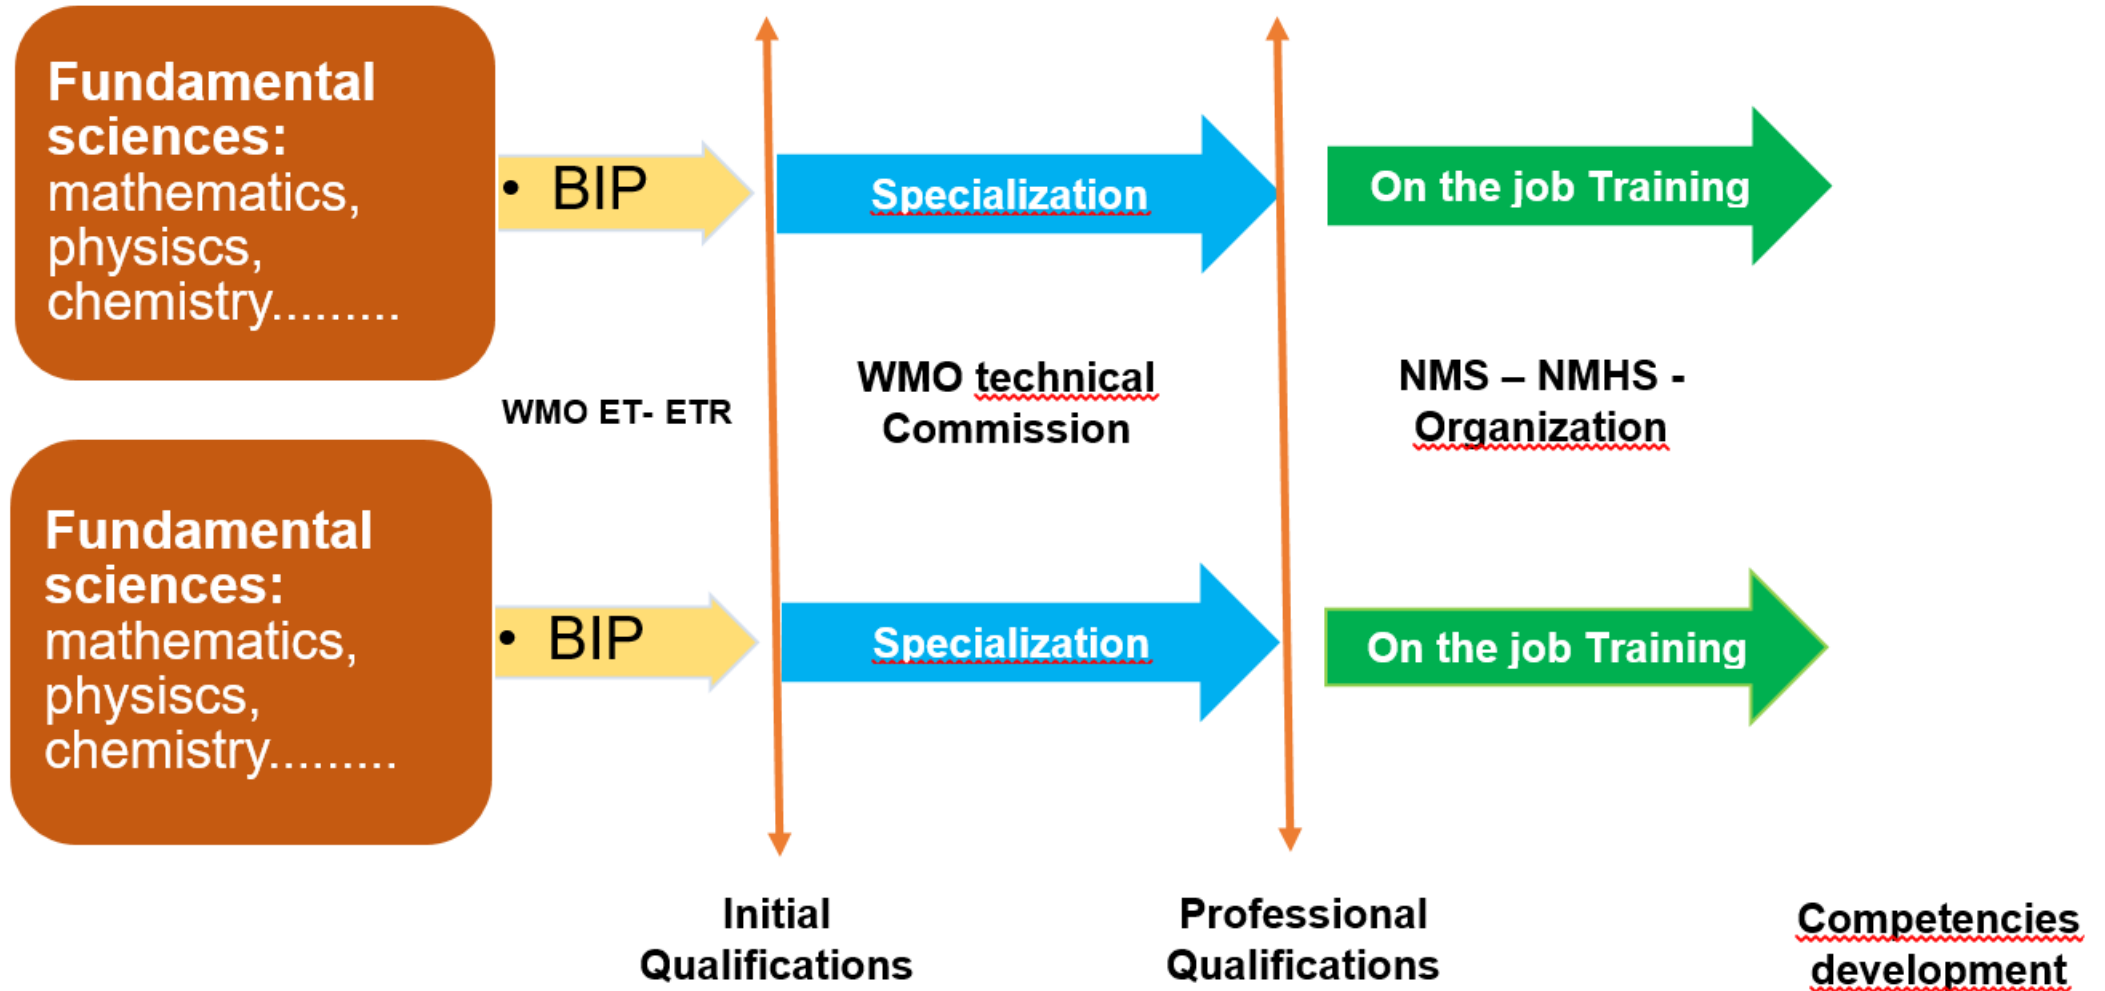 Fundamental
sciences:
mathematics,
physiscs,
chemistry.........
• BIP
Specialization
On the job Training
WMO ET- ETR
WMO technical
Commission
NMS – NMHS -
Organization
Fundamental
sciences:
mathematics,
physiscs,
chemistry.........
• BIP
Specialization
On the job Training
Initial
Qualifications
Professional
Qualifications
Competencies
development